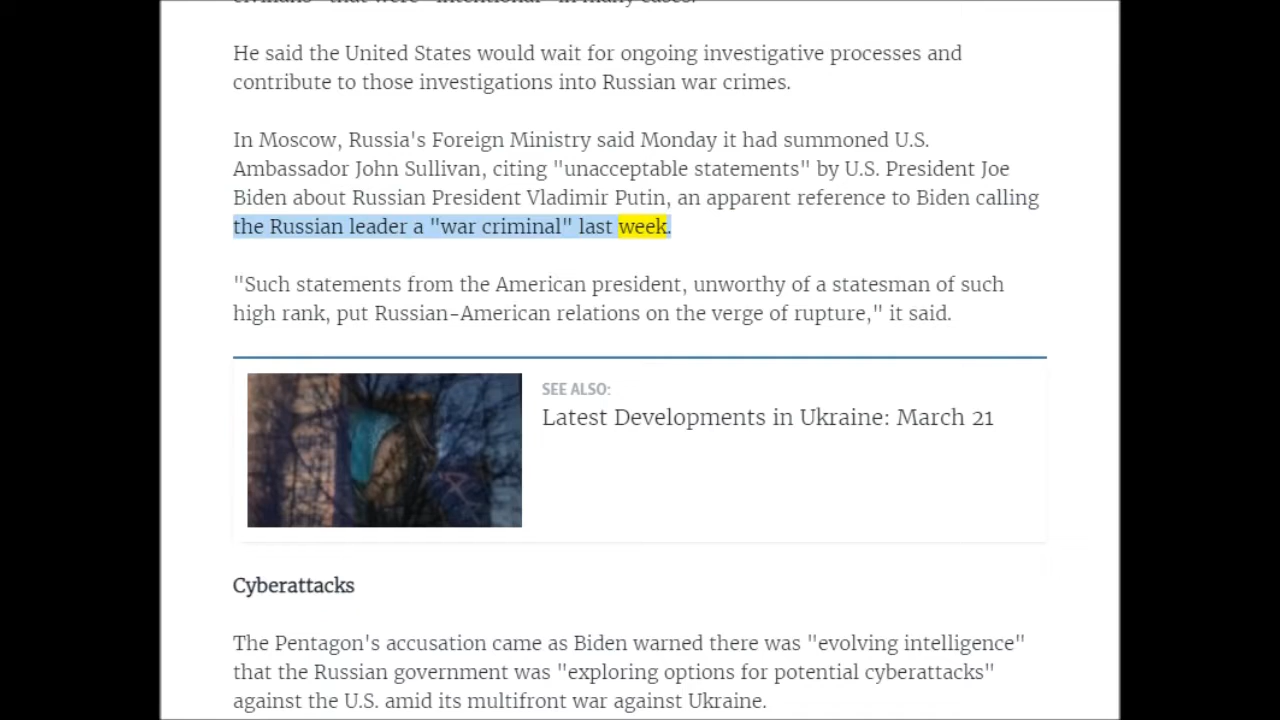 He said the United States would wait for ongoing investigative processes and
contribute to those investigations into Russian war crimes.
In Moscow, Russia's Foreign Ministry said Monday it had summoned U.S.
Ambassador John Sullivan, citing "unacceptable statements" by U.S. President Joe
Biden about Russian President Vladimir Putin, an apparent reference to Biden calling
the Russian leader a "war criminal" last week.
"Such statements from the American president, unworthy of a statesman of such
high rank, put Russian-American relations on the verge of rupture," it said.
SEE ALSO:
Latest Developments in Ukraine: March 21
Cyberattacks
The Pentagon's accusation came as Biden warned there was "evolving intelligence"
that the Russian government was "exploring options for potential cyberattacks"
against the U.S. amid its multifront war against Ukraine.